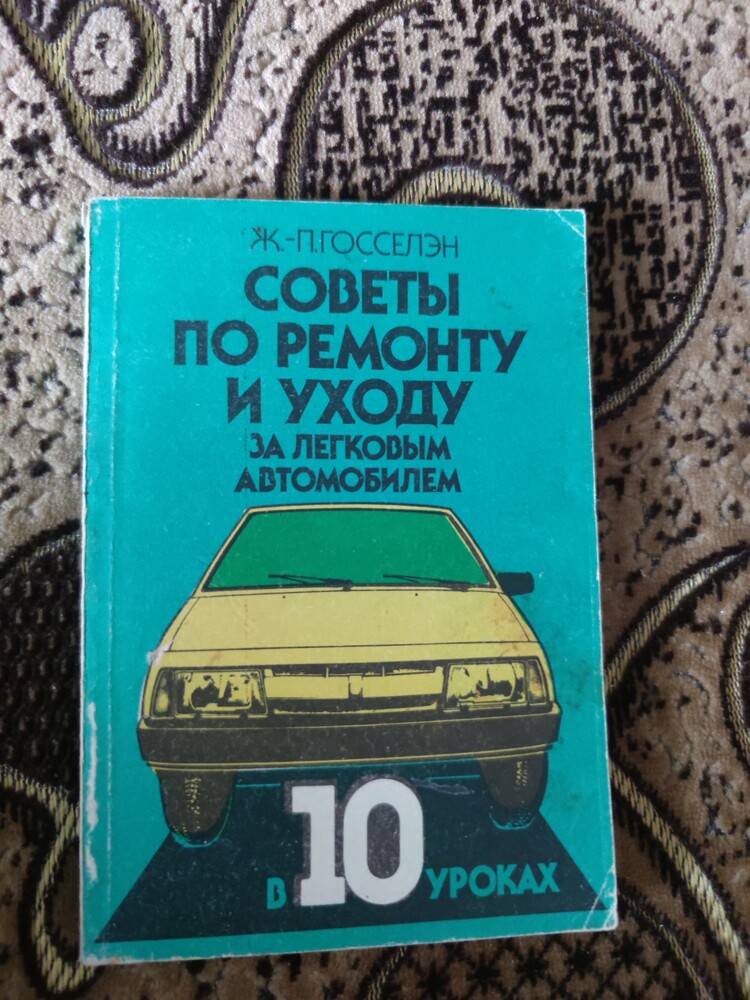 Ж.-П.ГОССЕЛЭН
СОВЕТЫ
ПО РЕМОНТУ
И УХОДУ
ЗА ЛЕГКОВЫМ
АВТОМОБИЛЕМ
В 10 УРОКАХ